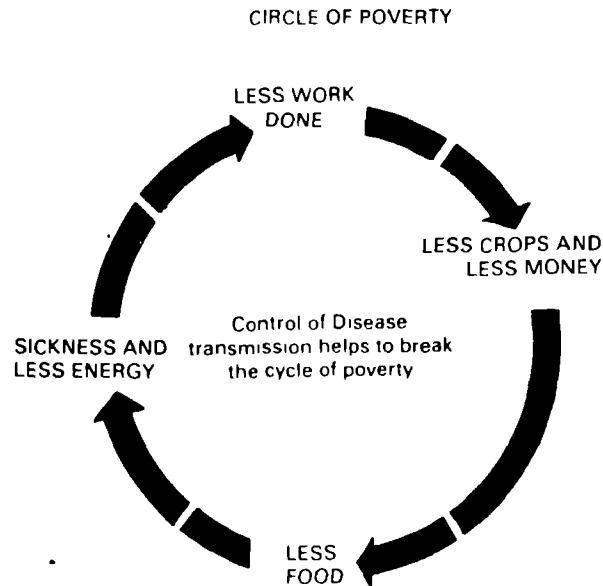 CIRCLE OF POVERTY
LESS WORK
DONE
LESS CROPS AND
LESS MONEY
Control of Disease
transmission helps to break
the cycle of poverty
SICKNESS AND
LESS ENERGY
LESS
FOOD